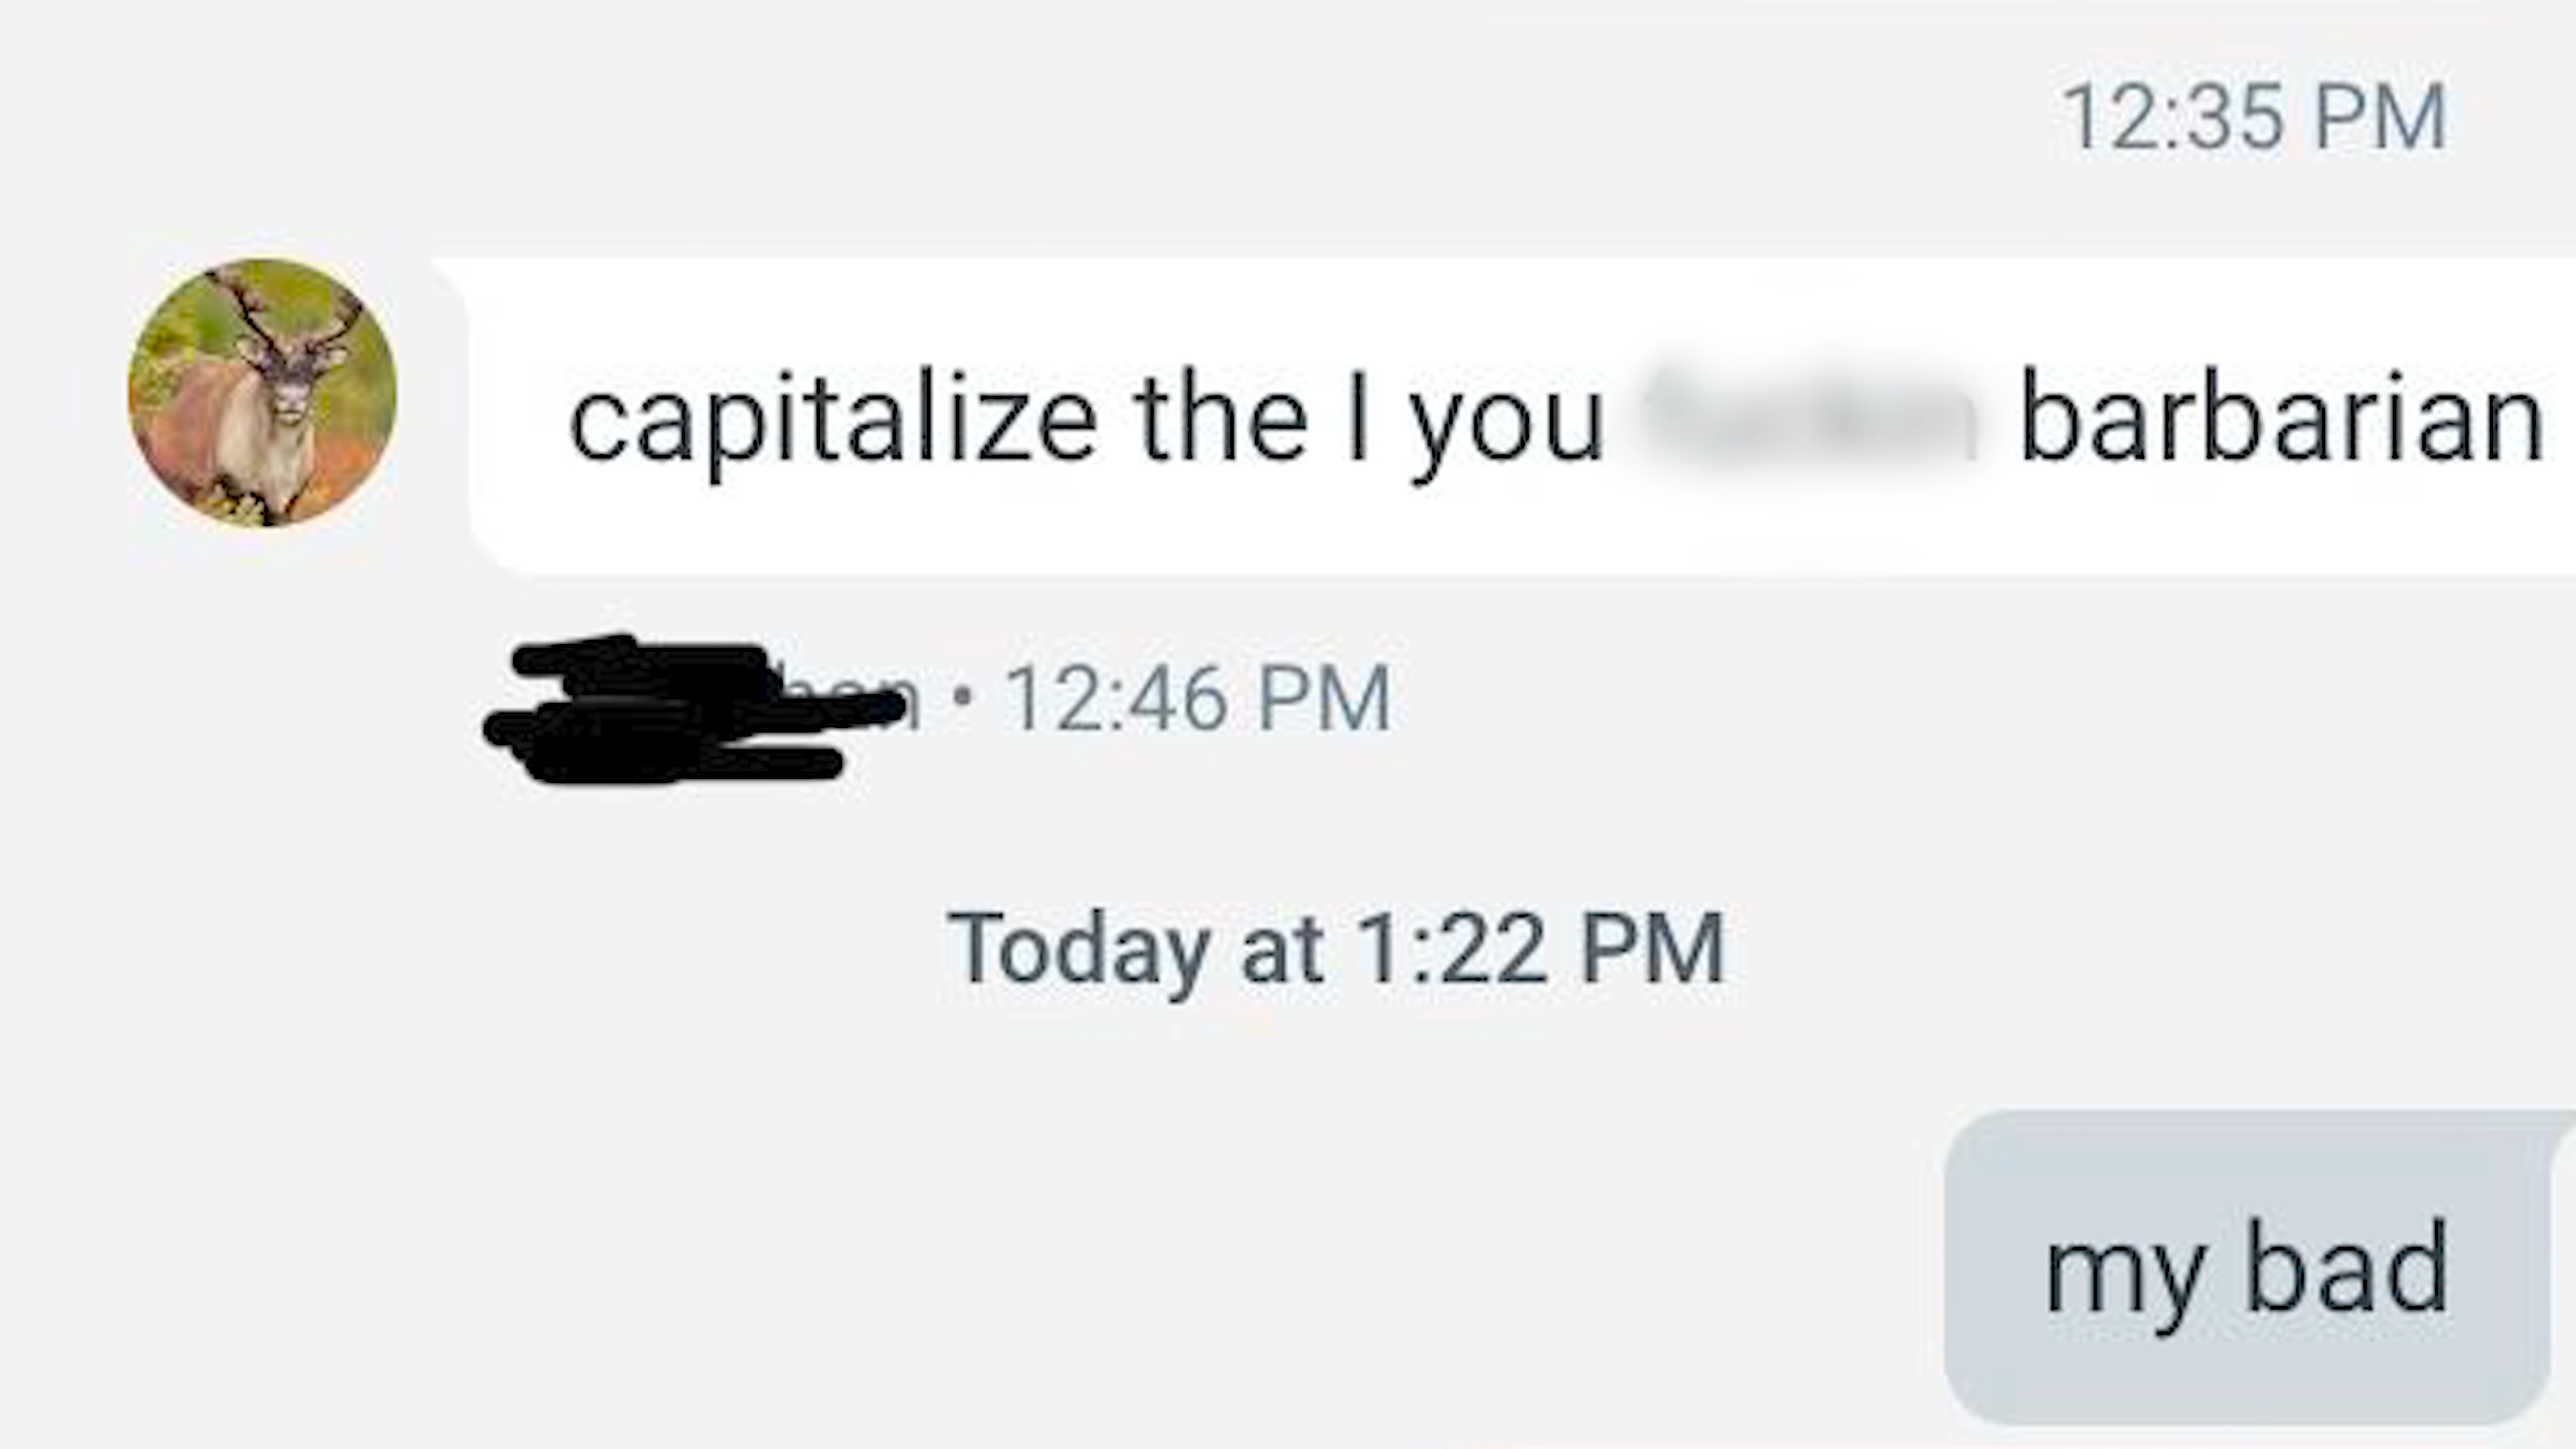 12:35 PM
capitalize the I you barbarian
• 12:46 PM
Today at 1:22 PM
my bad